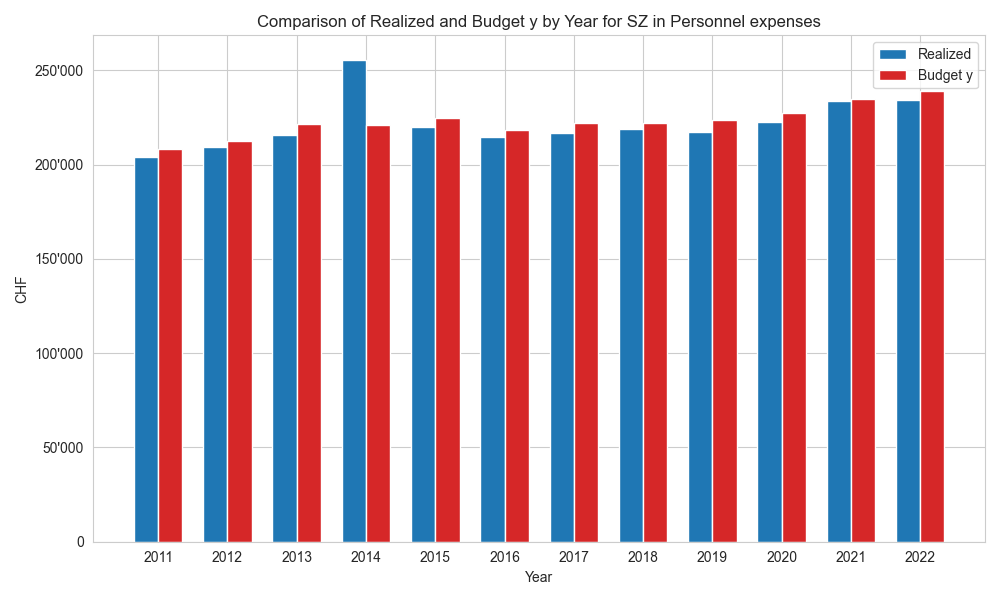 Comparison of Realized and Budget y by Year for SZ in Personnel expenses
Realized
Budget y
250'000
200'000
150'000
100'000
50'000
0
CHF
2011 2012 2013 2014 2015 2016 2017 2018 2019 2020 2021 2022
Year